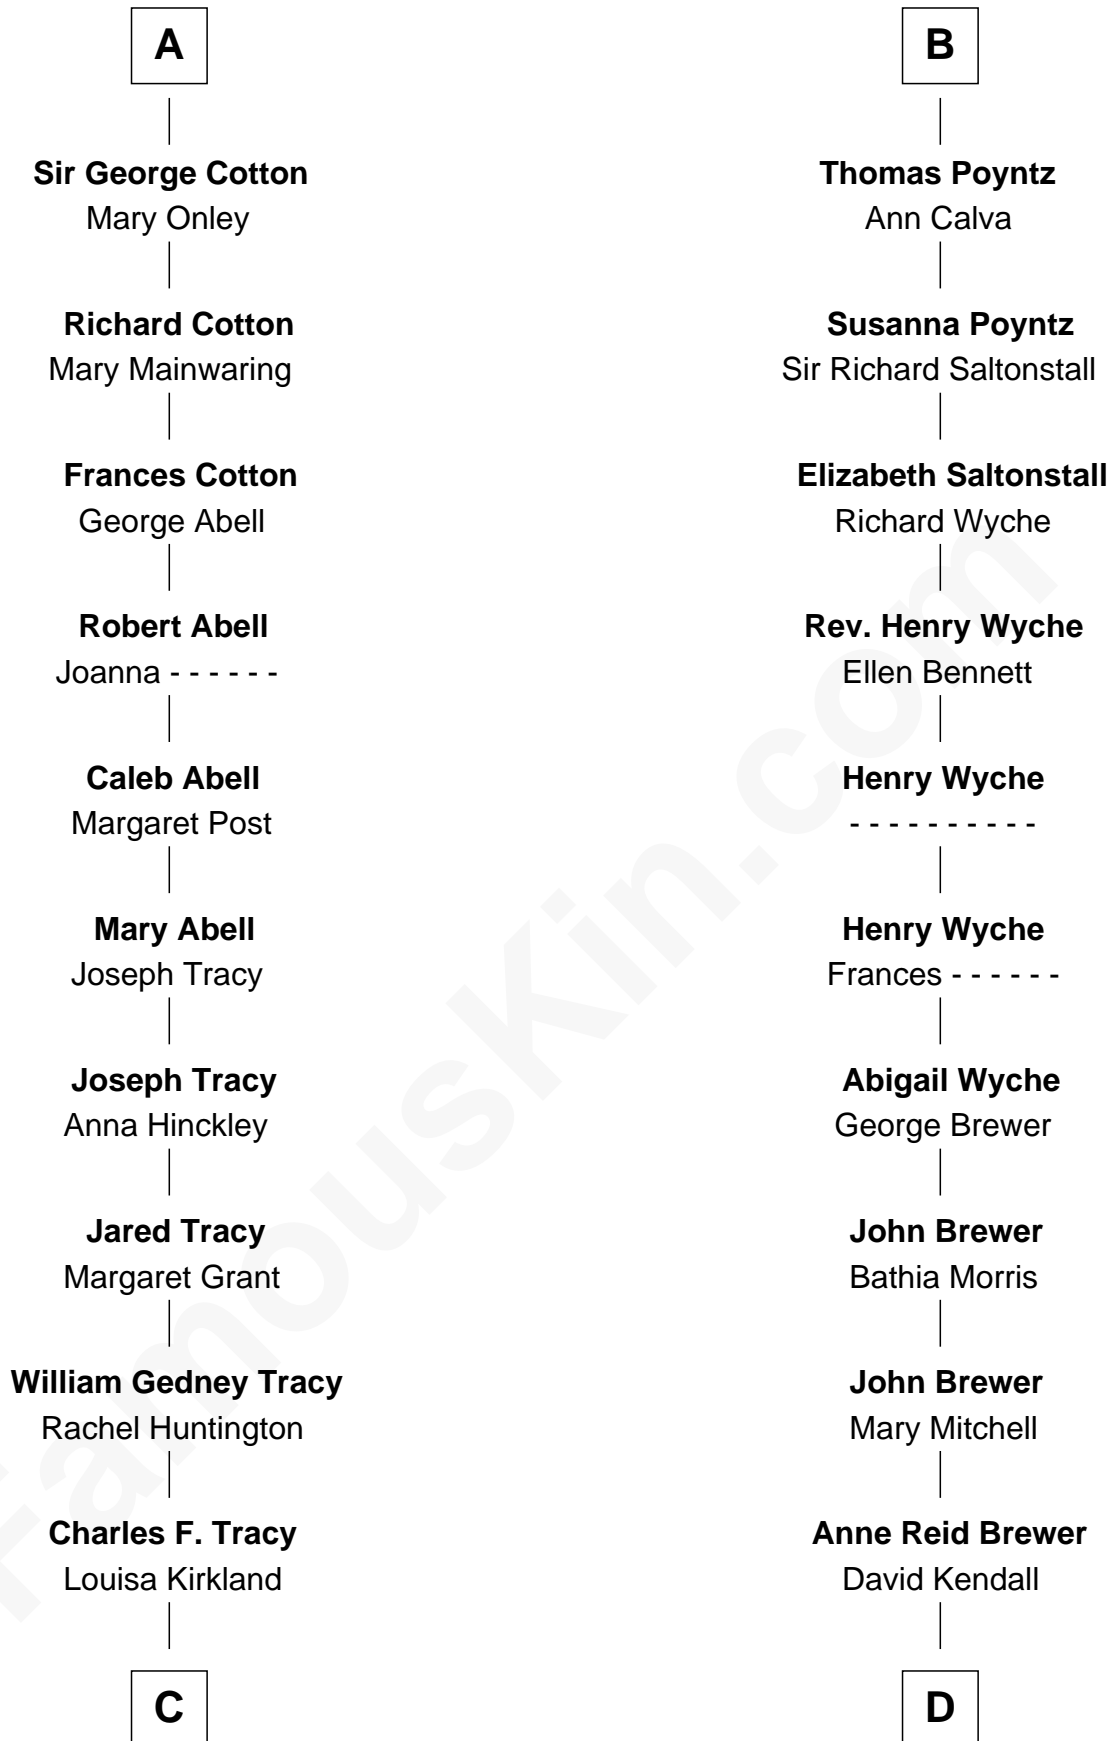 A
Sir George Cotton
Mary Onley
Richard Cotton
Mary Mainwaring
Frances Cotton
George Abell
Robert Abell
Joanna - - - - - -
Caleb Abell
Margaret Post
Mary Abell
Joseph Tracy
Joseph Tracy
Anna Hinckley
Jared Tracy
Margaret Grant
William Gedney Tracy
Rachel Huntington
Charles F. Tracy
Louisa Kirkland
C
B
Thomas Poyntz
Ann Calva
Susanna Poyntz
Sir Richard Saltonstall
Elizabeth Saltonstall
Richard Wyche
Rev. Henry Wyche
Ellen Bennett
Henry Wyche
- - - - - - - - - -
Henry Wyche
Frances - - - - - -
Abigail Wyche
George Brewer
John Brewer
Bathia Morris
John Brewer
Mary Mitchell
Anne Reid Brewer
David Kendall
D
FamousKin.com